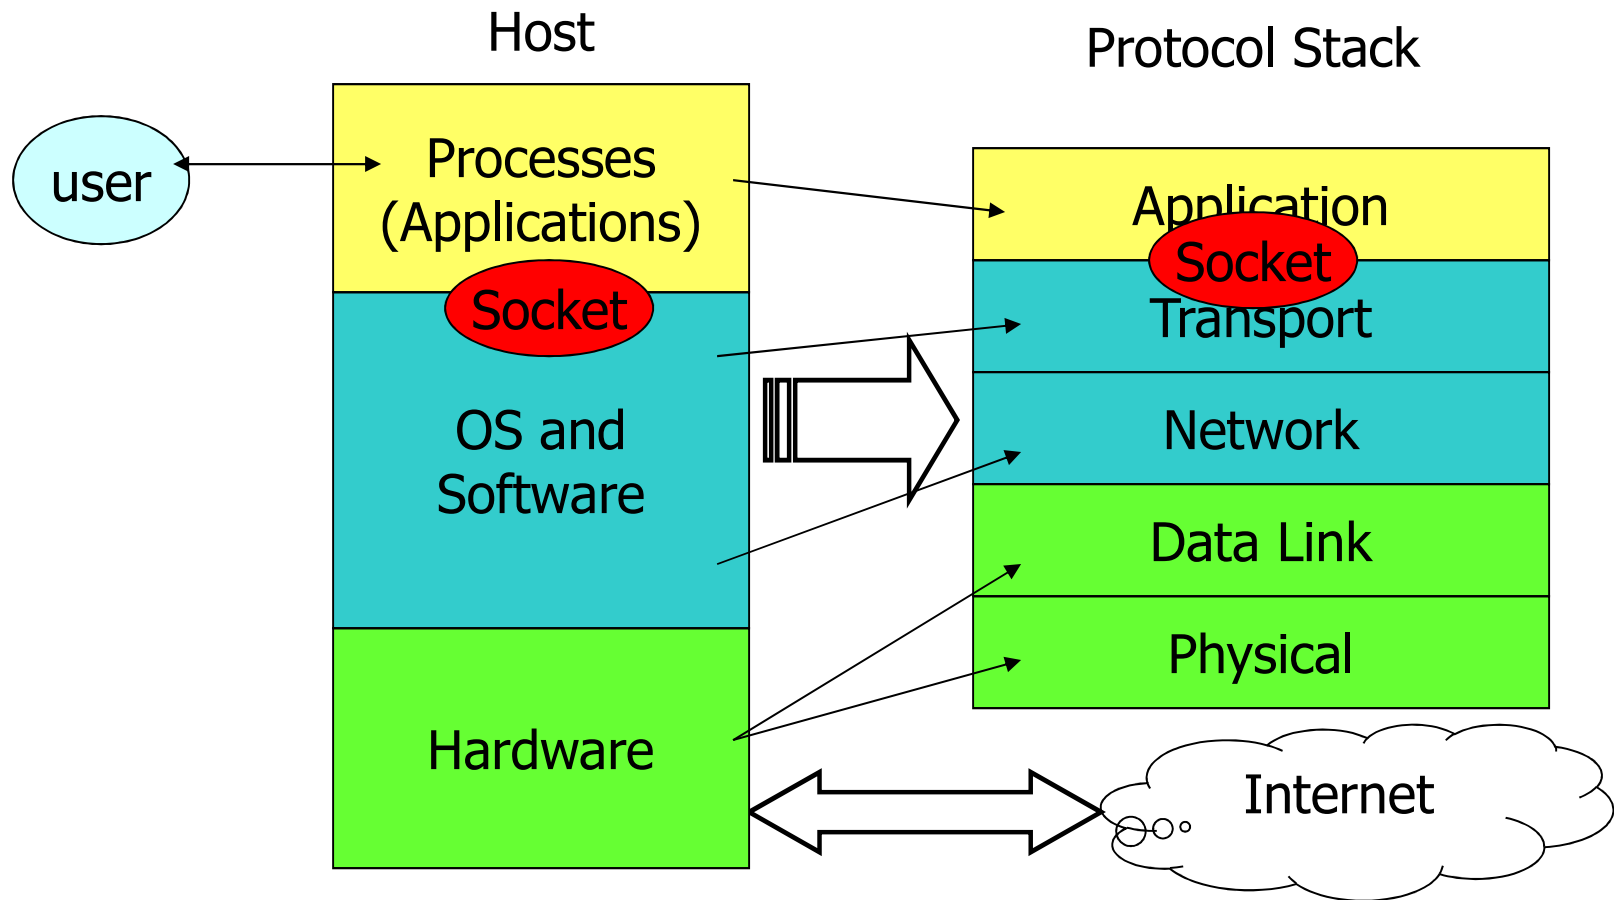 Host
Protocol Stack
user
Processes
(Applications)
Socket
OS and
Software
Hardware
Application
Socket
Transport
Network
Data Link
Physical
Internet